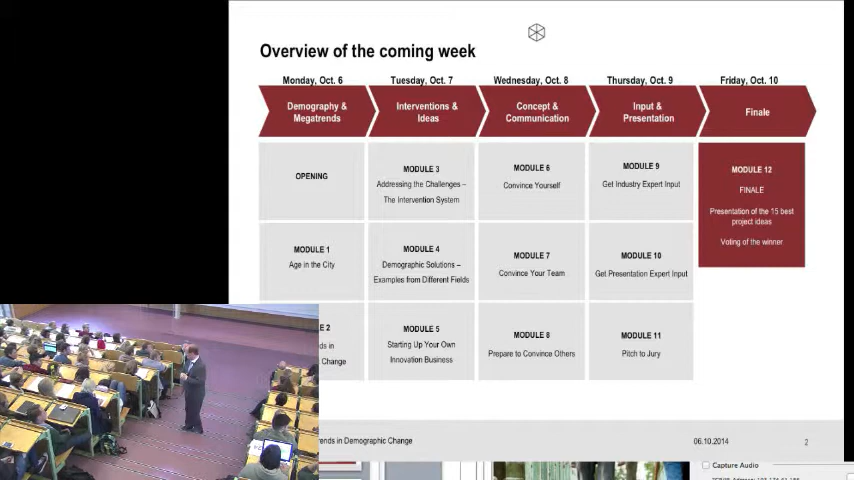 Overview of the coming week
Monday, Oct. 6
Tuesday, Oct. 7
Wednesday, Oct. 8
Thursday, Oct. 9
Friday, Oct. 10
Demography &
Megatrends
Interventions &
Ideas
Concept &
Communication
Input &
Presentation
Finale
OPENING
MODULE 3
Addressing the Challenges –
The Intervention System
MODULE 6
Convince Yourself
MODULE 9
Get Industry Expert Input
MODULE 12
FINALE
Presentation of the 15 best
project ideas
Voting of the winner
MODULE 1
Age in the City
MODULE 4
Demographic Solutions –
Examples from Different Fields
MODULE 7
Convince Your Team
MODULE 10
Get Presentation Expert Input
E 2
ds in
Change
MODULE 5
Starting Up Your Own
Innovation Business
MODULE 8
Prepare to Convince Others
MODULE 11
Pitch to Jury
rends in Demographic Change
06.10.2014
2
Capture Audio